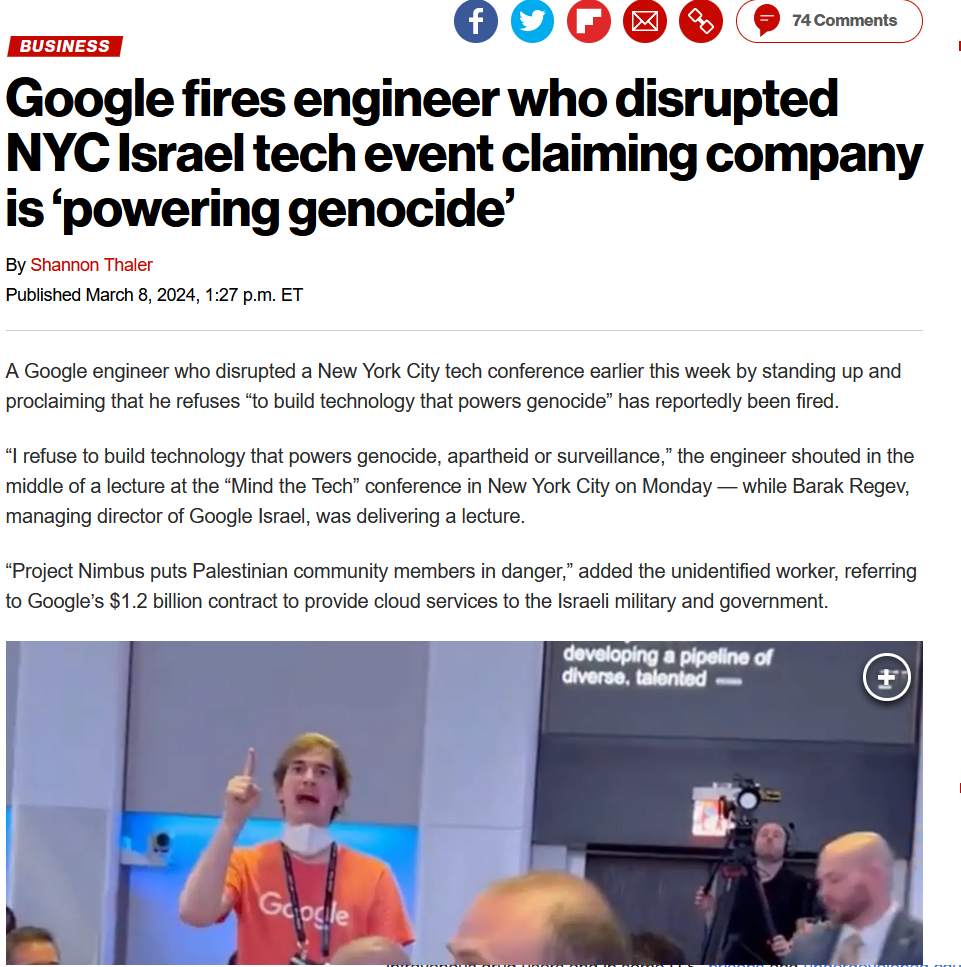 74 Comments
BUSINESS
Google fires engineer who disrupted
NYC Israel tech event claiming company
is ‘powering genocide’
By Shannon Thaler
Published March 8, 2024, 1:27 p.m. ET
A Google engineer who disrupted a New York City tech conference earlier this week by standing up and
proclaiming that he refuses “to build technology that powers genocide” has reportedly been fired.
“I refuse to build technology that powers genocide, apartheid or surveillance,” the engineer shouted in the
middle of a lecture at the “Mind the Tech” conference in New York City on Monday — while Barak Regev,
managing director of Google Israel, was delivering a lecture.
“Project Nimbus puts Palestinian community members in danger,” added the unidentified worker, referring
to Google’s $1.2 billion contract to provide cloud services to the Israeli military and government.
developing a pipeline of
diverse, talented
Google